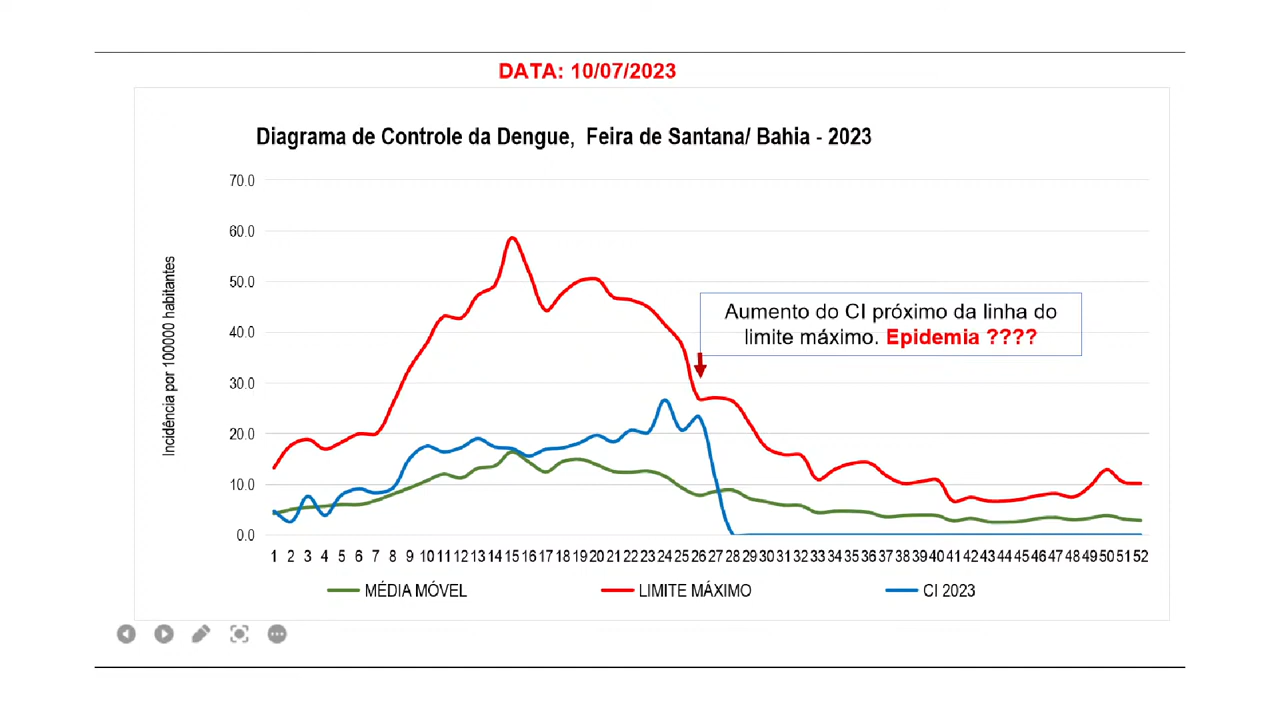 DATA: 10/07/2023
Diagrama de Controle da Dengue, Feira de Santana/ Bahia - 2023
70.0
60.0
50.0
40.0
30.0
20.0
10.0
0.0
Incidência por 100000 habitantes
Aumento do CI próximo da linha do
limite máximo. Epidemia ????
1 2 3 4 5 6 7 8 9 10 11 12 13 14 15 16 17 18 19 20 21 22 23 24 25 26 27 28 29 30 31 32 33 34 35 36 37 38 39 40 41 42 43 44 45 46 47 48 49 50 51 52
MÉDIA MÓVEL LIMITE MÁXIMO CI 2023